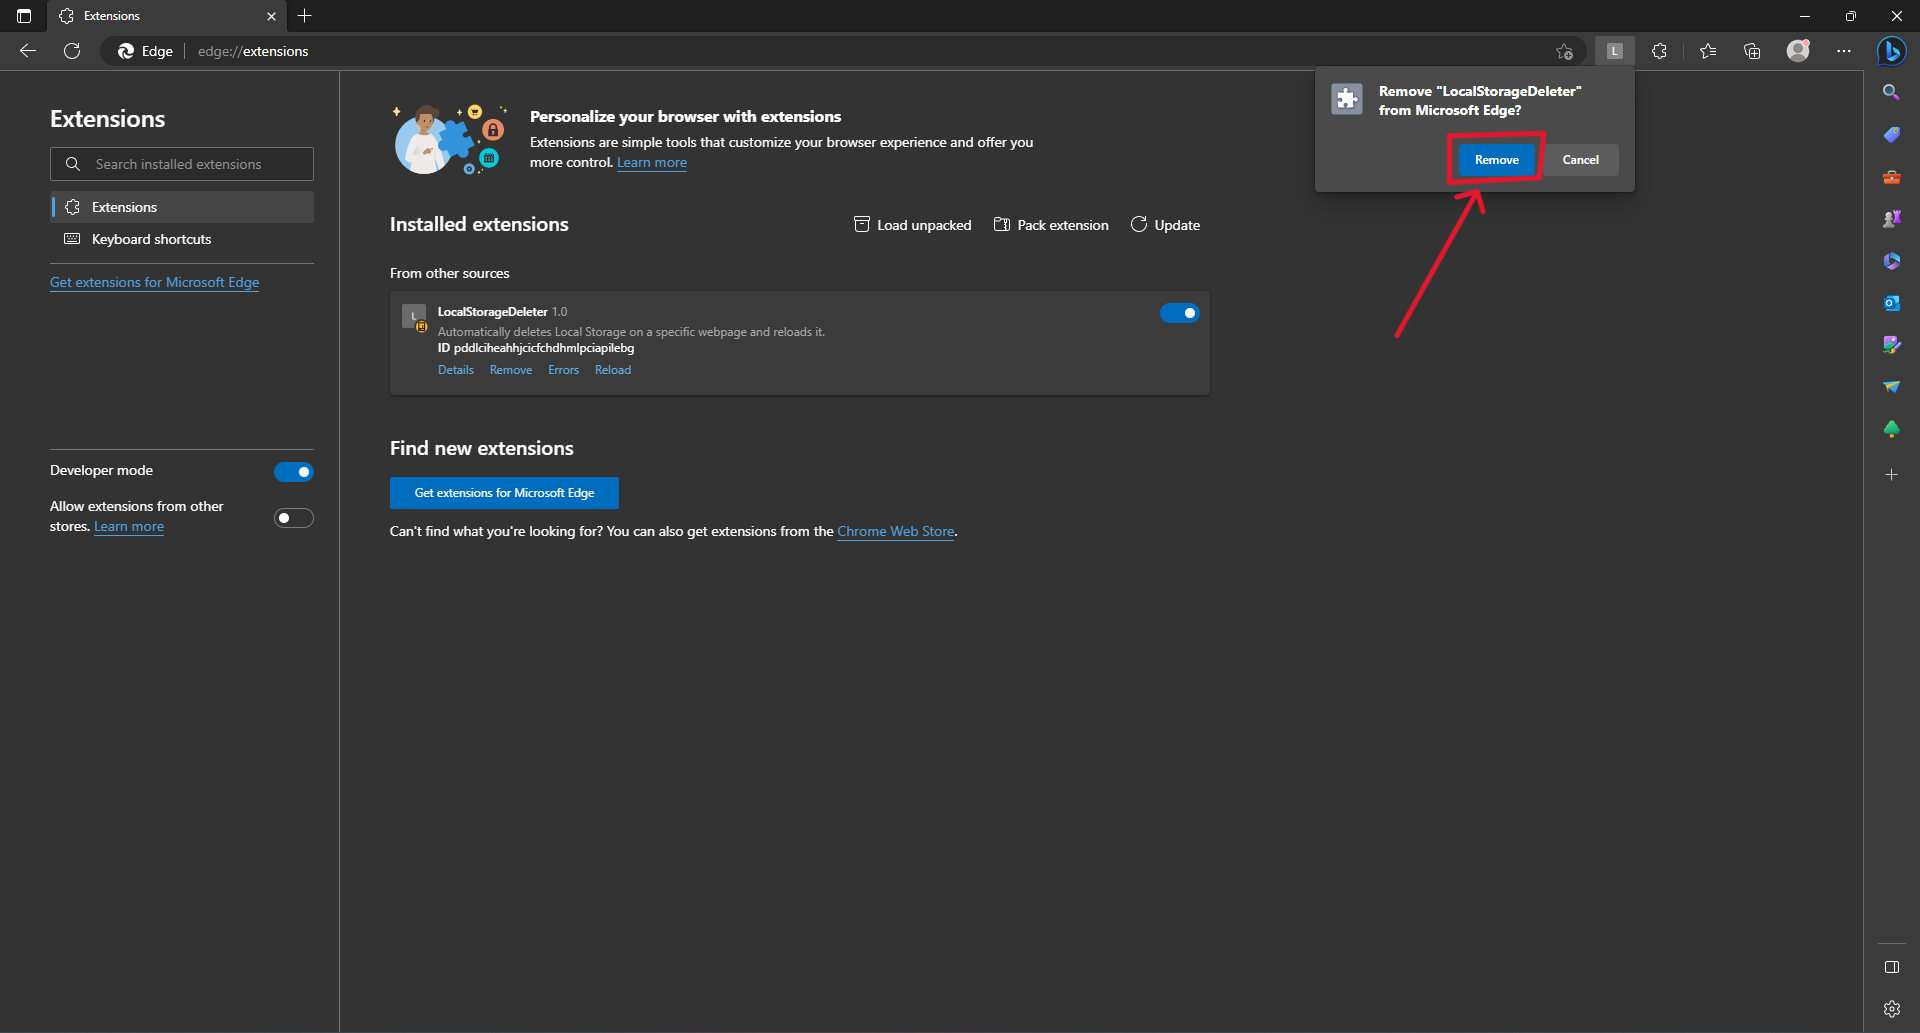 Extensions
Edge
edge://extensions
L
Remove "LocalStorageDeleter"
from Microsoft Edge?
Remove
Cancel
Extensions
Search installed extensions
Extensions
Keyboard shortcuts
Get extensions for Microsoft Edge
Developer mode
Allow extensions from other
stores. Learn more
Personalize your browser with extensions
Extensions are simple tools that customize your browser experience and offer you
more control. Learn more
Installed extensions
Load unpacked
Pack extension
Update
From other sources
L
LocalStorageDeleter 1.0
Automatically deletes Local Storage on a specific webpage and reloads it.
ID pddlciheahhjcicfchdhmlpciapilebg
Details Remove Errors Reload
Find new extensions
Get extensions for Microsoft Edge
Can't find what you're looking for? You can also get extensions from the Chrome Web Store.